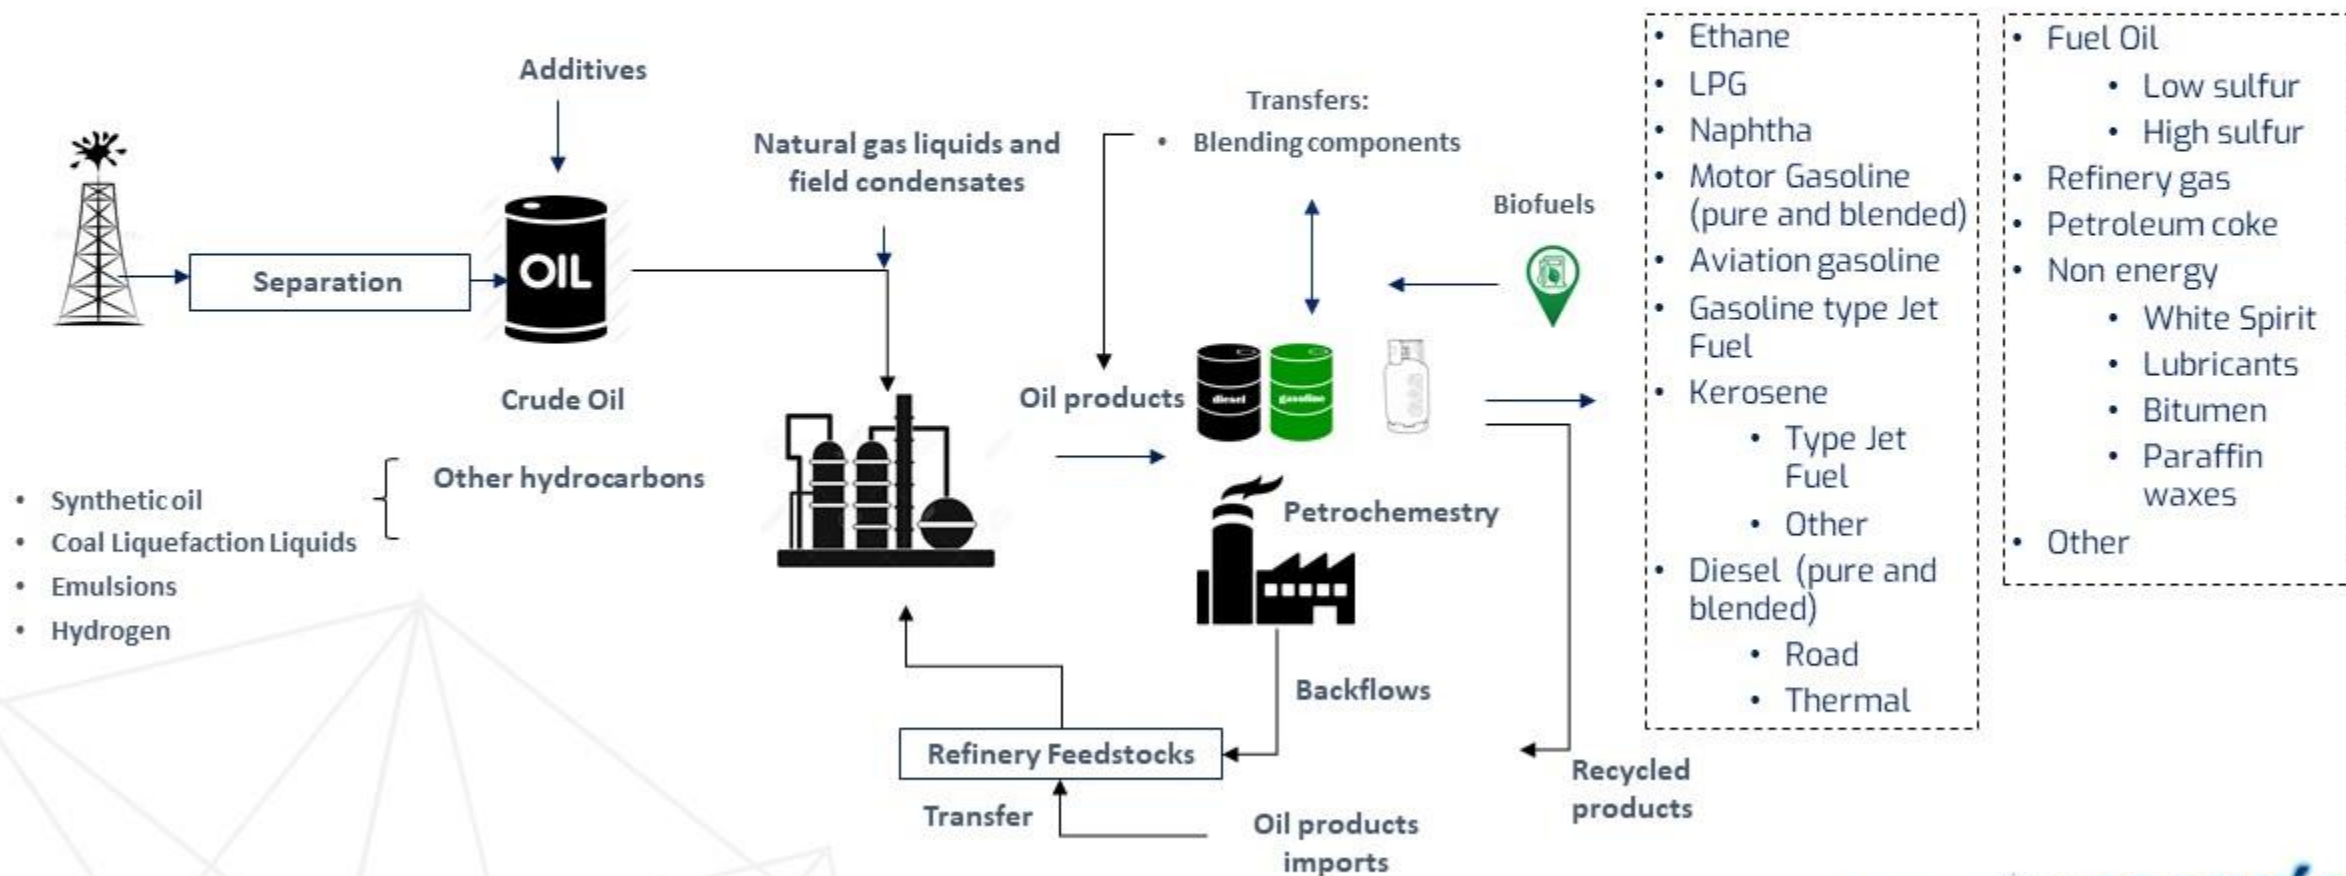 Additives
OIL
Separation
Crude Oil
Other hydrocarbons
• Synthetic oil
• Coal Liquefaction Liquids
• Emulsions
• Hydrogen
Natural gas liquids and
field condensates
Transfers:
• Blending components
Biofuels
Oil products
diesel
gasoline
GAS
Petrochemestry
Backflows
Refinery Feedstocks
Transfer
Oil products
imports
Recycled
products
• Ethane
• LPG
• Naphtha
• Motor Gasoline
(pure and blended)
• Aviation gasoline
• Gasoline type Jet
Fuel
• Kerosene
• Type Jet
Fuel
• Other
• Diesel (pure and
blended)
• Road
• Thermal
• Fuel Oil
• Low sulfur
• High sulfur
• Refinery gas
• Petroleum coke
• Non energy
• White Spirit
• Lubricants
• Bitumen
• Paraffin
waxes
• Other